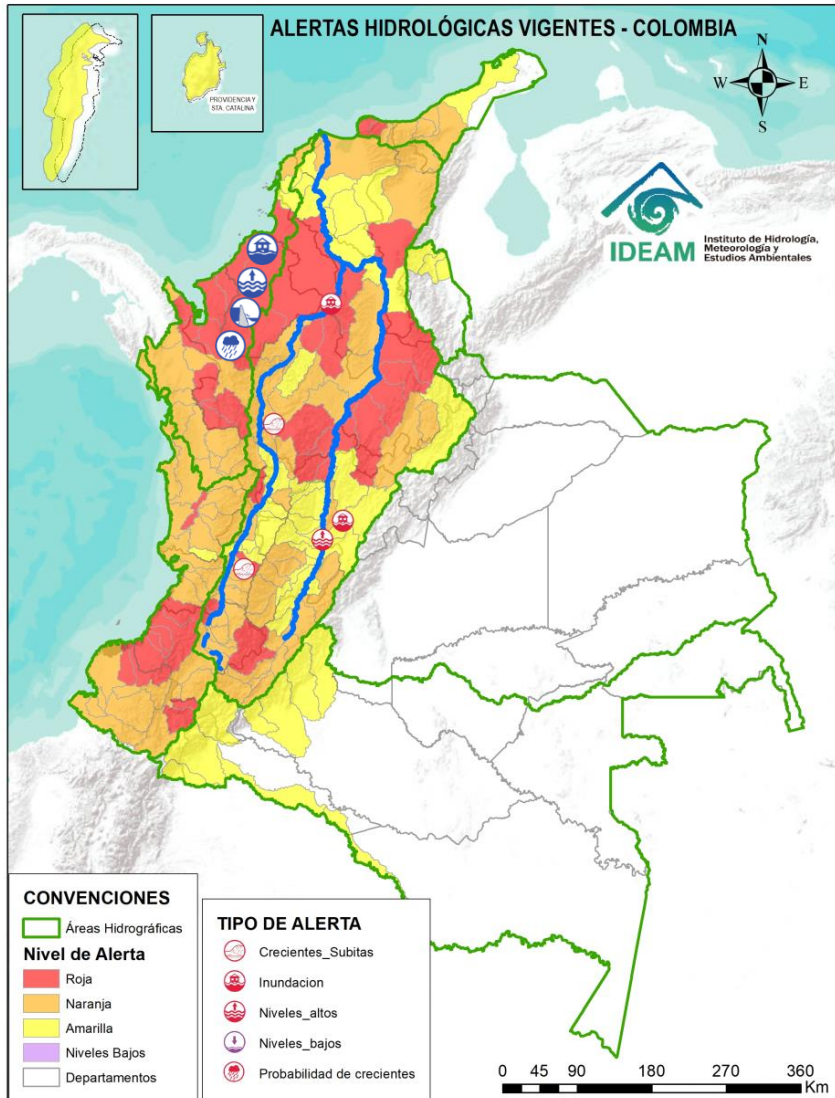 ALERTAS HIDROLÓGICAS VIGENTES - COLOMBIA
PROVIDENCIA Y
STA. CATALINA
N
W
E
S
IDEAM
Instituto de Hidrología,
Meteorología y
Estudios Ambientales
CONVENCIONES
Áreas Hidrográficas
Nivel de Alerta
Roja
Naranja
Amarilla
Niveles Bajos
Departamentos
TIPO DE ALERTA
Crecientes_Subitas
Inundacion
Niveles_altos
Niveles_bajos
Probabilidad de crecientes
0 45 90 180 270 360
Km